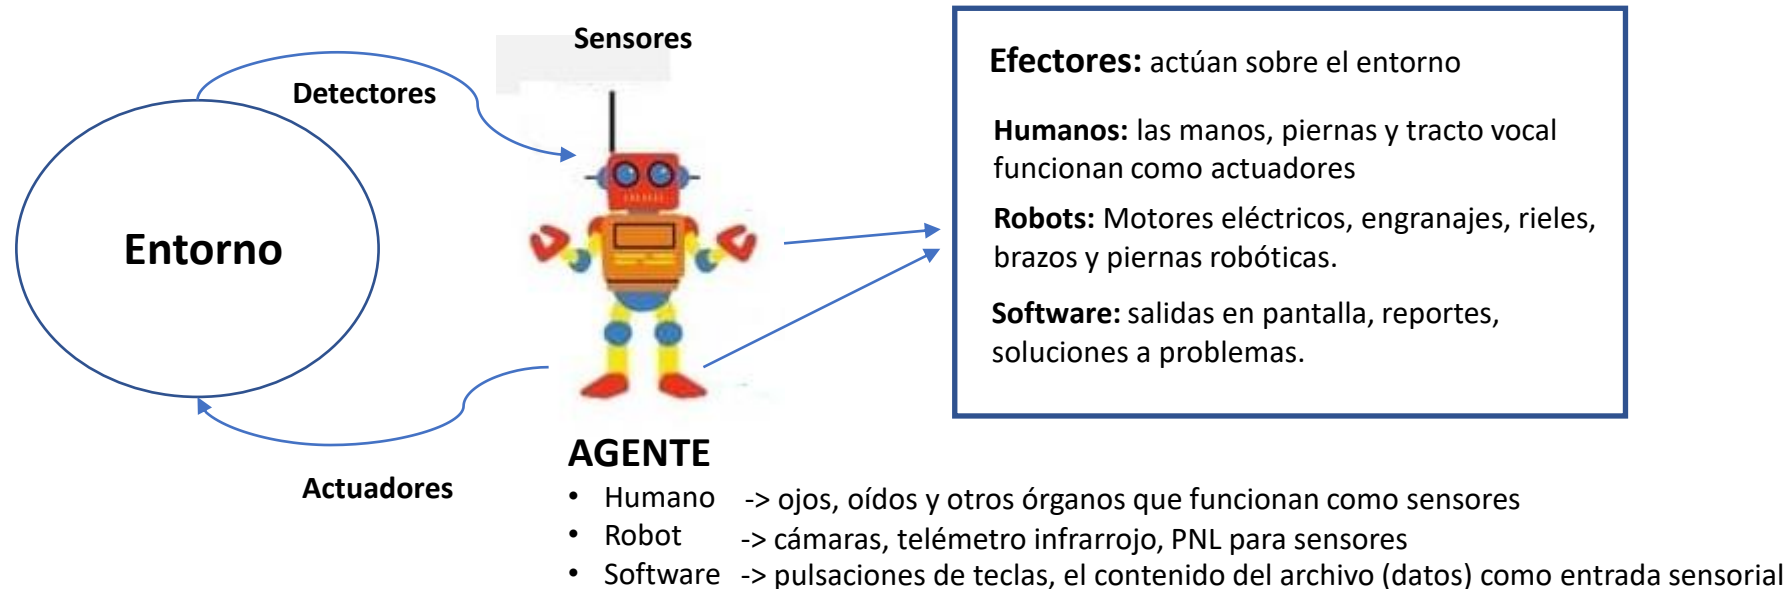 Sensores
Detectores
Entorno
Actuadores
Efectores: actúan sobre el entorno
Humanos: las manos, piernas y tracto vocal
funcionan como actuadores
Robots: Motores eléctricos, engranajes, rieles,
brazos y piernas robóticas.
Software: salidas en pantalla, reportes,
soluciones a problemas.
AGENTE
• Humano -> ojos, oídos y otros órganos que funcionan como sensores
• Robot -> cámaras, telémetro infrarrojo, PNL para sensores
• Software -> pulsaciones de teclas, el contenido del archivo (datos) como entrada sensorial